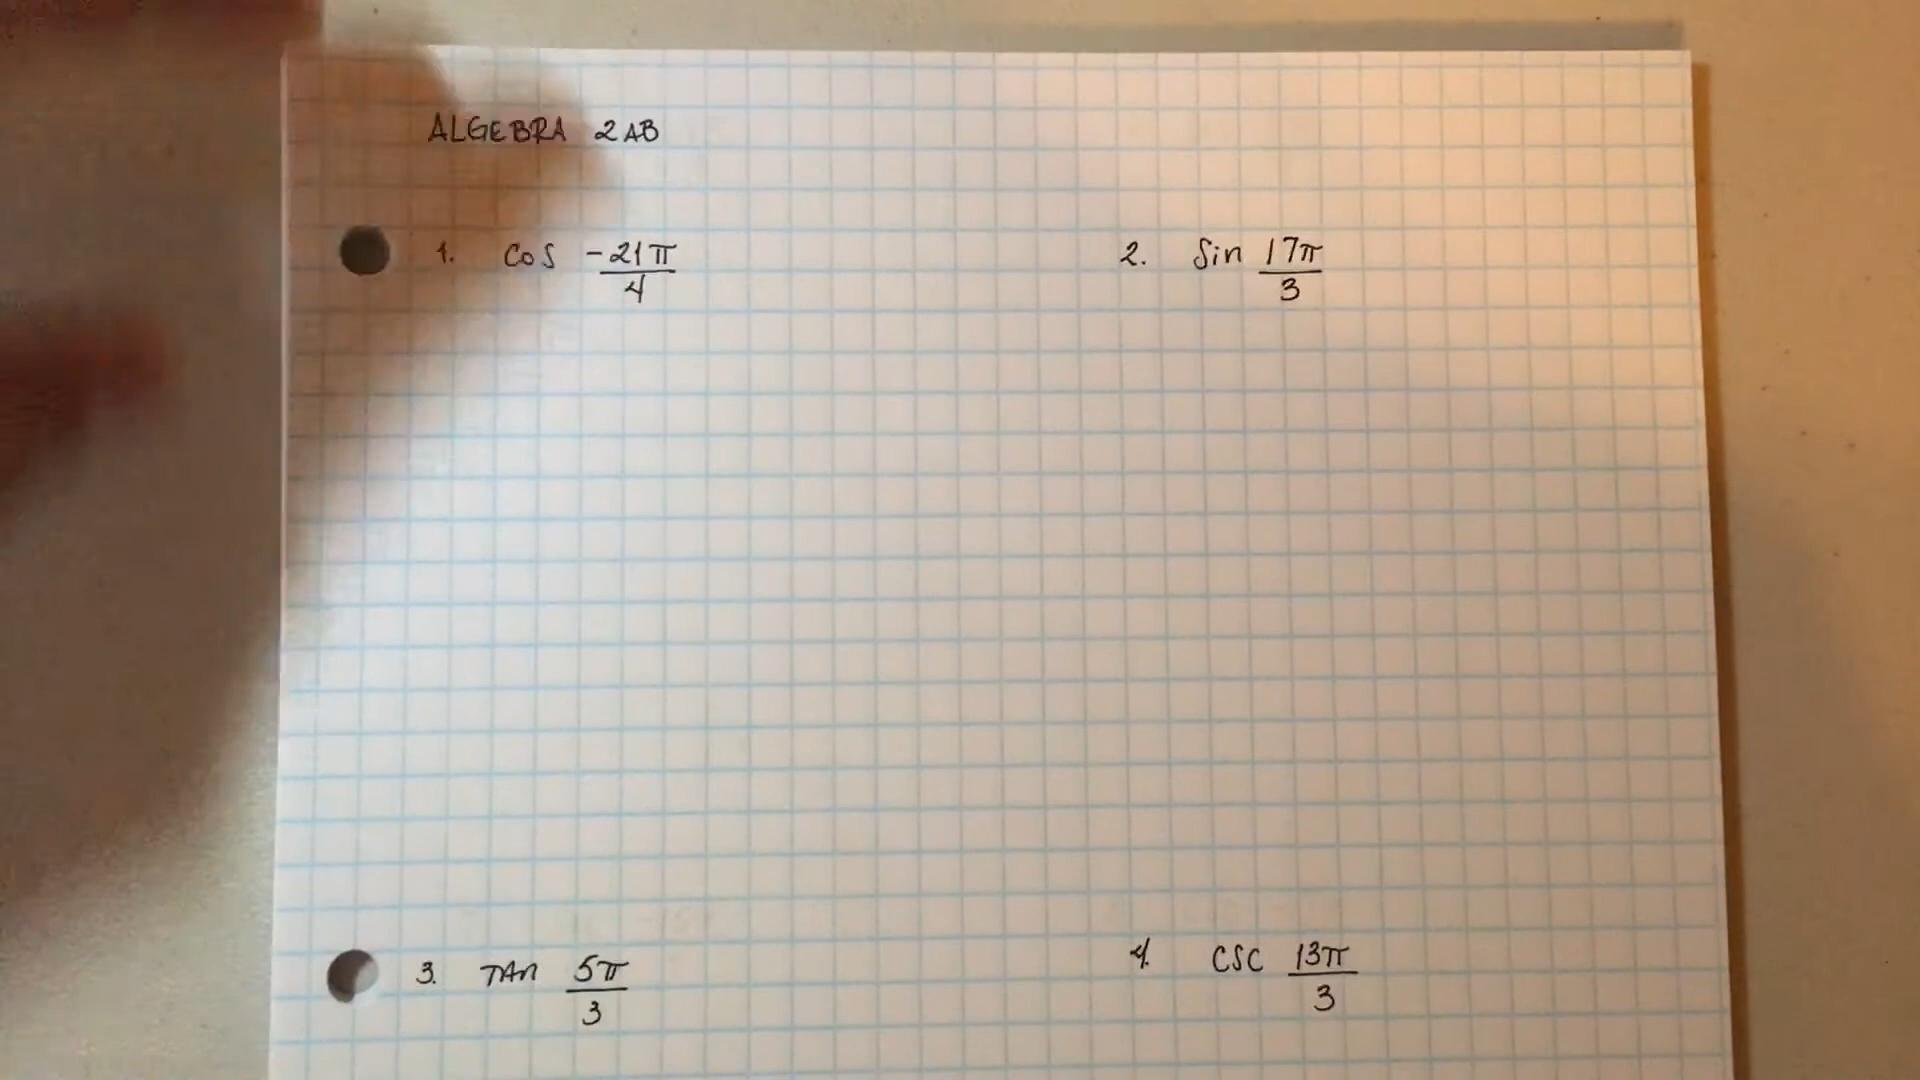 ALGEBRA 2AB
1. Cos -21π/4
2. Sin 17π/3
3. TAn 5π/3
4. CSC 13π/3